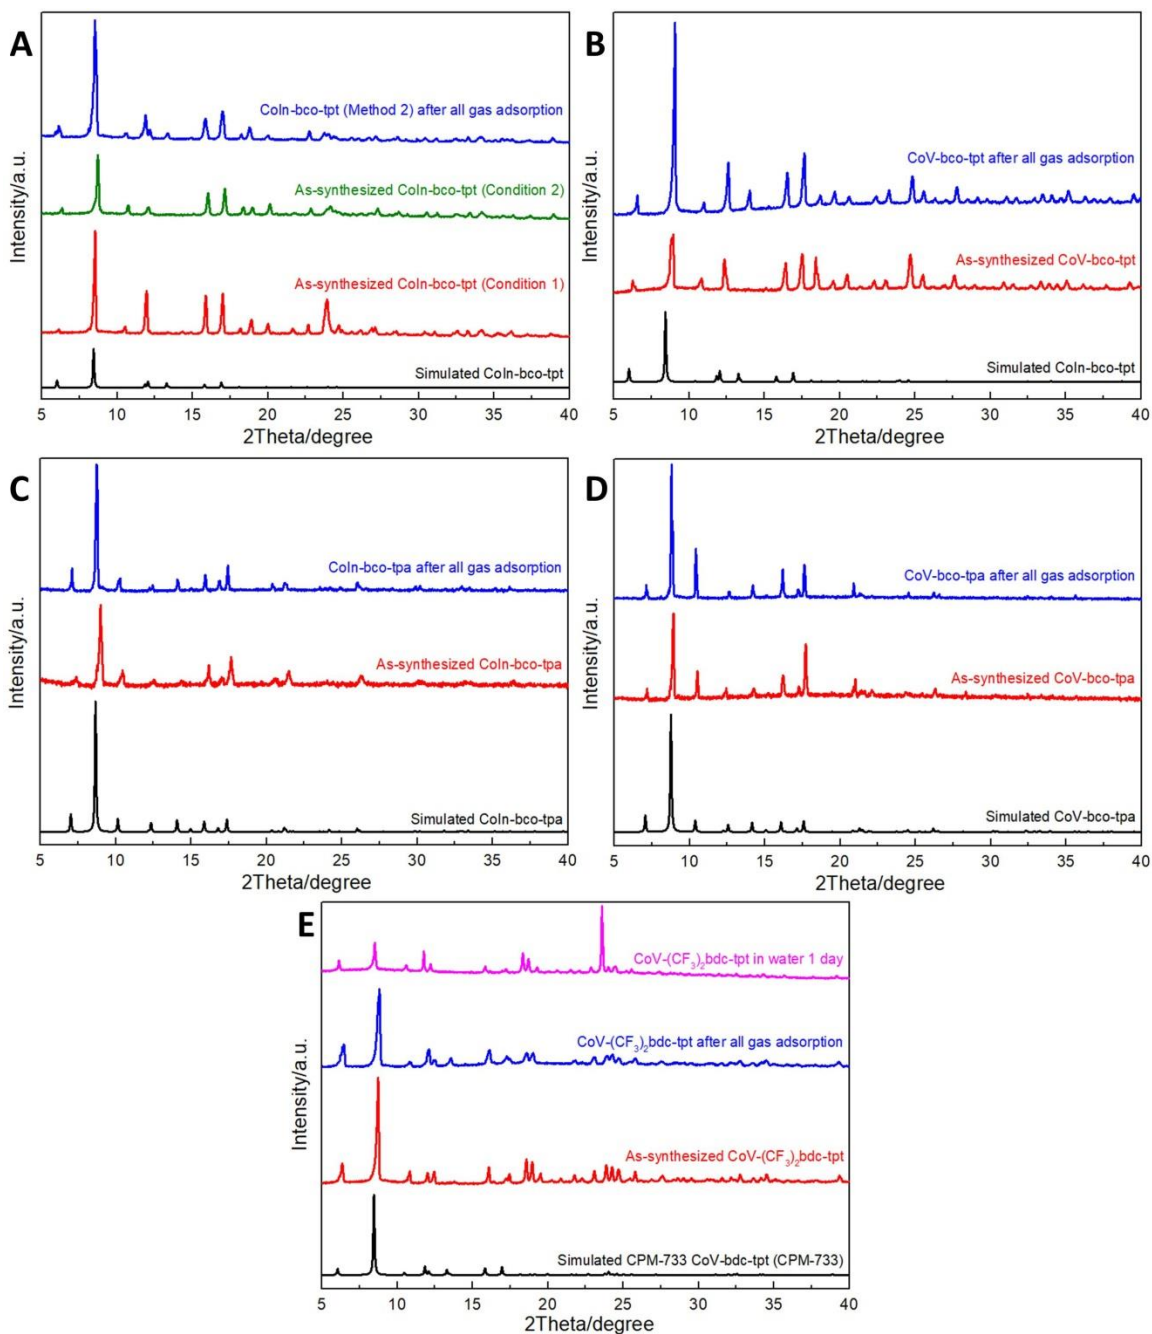 A
CoIn-bco-tpt (Method 2) after all gas adsorption
As-synthesized CoIn-bco-tpt (Condition 2)
As-synthesized CoIn-bco-tpt (Condition 1)
Simulated CoIn-bco-tpt
Intensity/a.u.
5 10 15 20 25 30 35 40
2Theta/degree
B
CoV-bco-tpt after all gas adsorption
As-synthesized CoV-bco-tpt
Simulated CoIn-bco-tpt
Intensity/a.u.
5 10 15 20 25 30 35 40
2Theta/degree
C
CoIn-bco-tpa after all gas adsorption
As-synthesized CoIn-bco-tpa
Simulated CoIn-bco-tpa
Intensity/a.u.
5 10 15 20 25 30 35 40
2Theta/degree
D
CoV-bco-tpa after all gas adsorption
As-synthesized CoV-bco-tpa
Simulated CoV-bco-tpa
Intensity/a.u.
5 10 15 20 25 30 35 40
2Theta/degree
E
CoV-(CF₃)₂bdc-tpt in water 1 day
CoV-(CF₃)₂bdc-tpt after all gas adsorption
As-synthesized CoV-(CF₃)₂bdc-tpt
Simulated CPM-733 CoV-bdc-tpt (CPM-733)
Intensity/a.u.
5 10 15 20 25 30 35 40
2Theta/degree